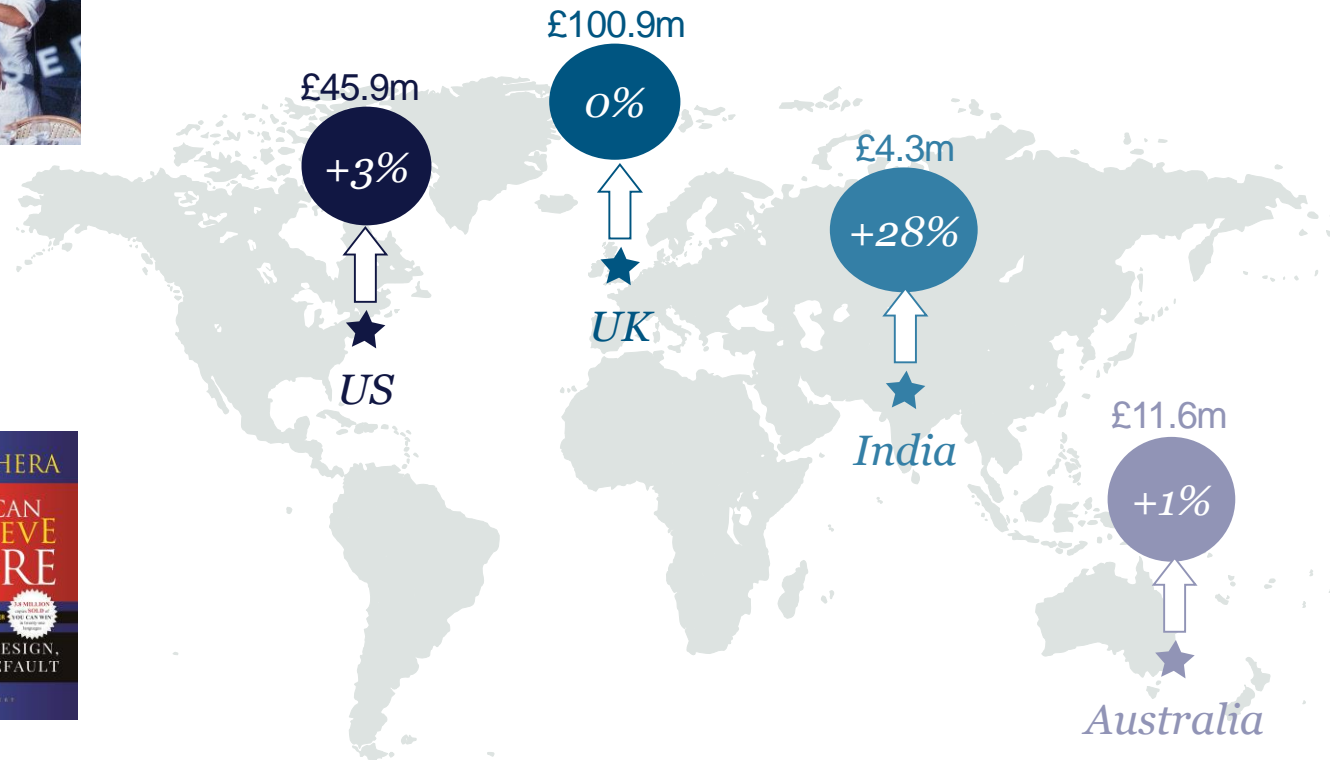 £100.9m
0%
UK
£45.9m
+3%
US
£4.3m
+28%
India
£11.6m
+1%
Australia
HERA
CAN
EVE
RE
3.8 MILLION
copies SOLD of
YOU CAN WIN
ESIGN,
EFAULT